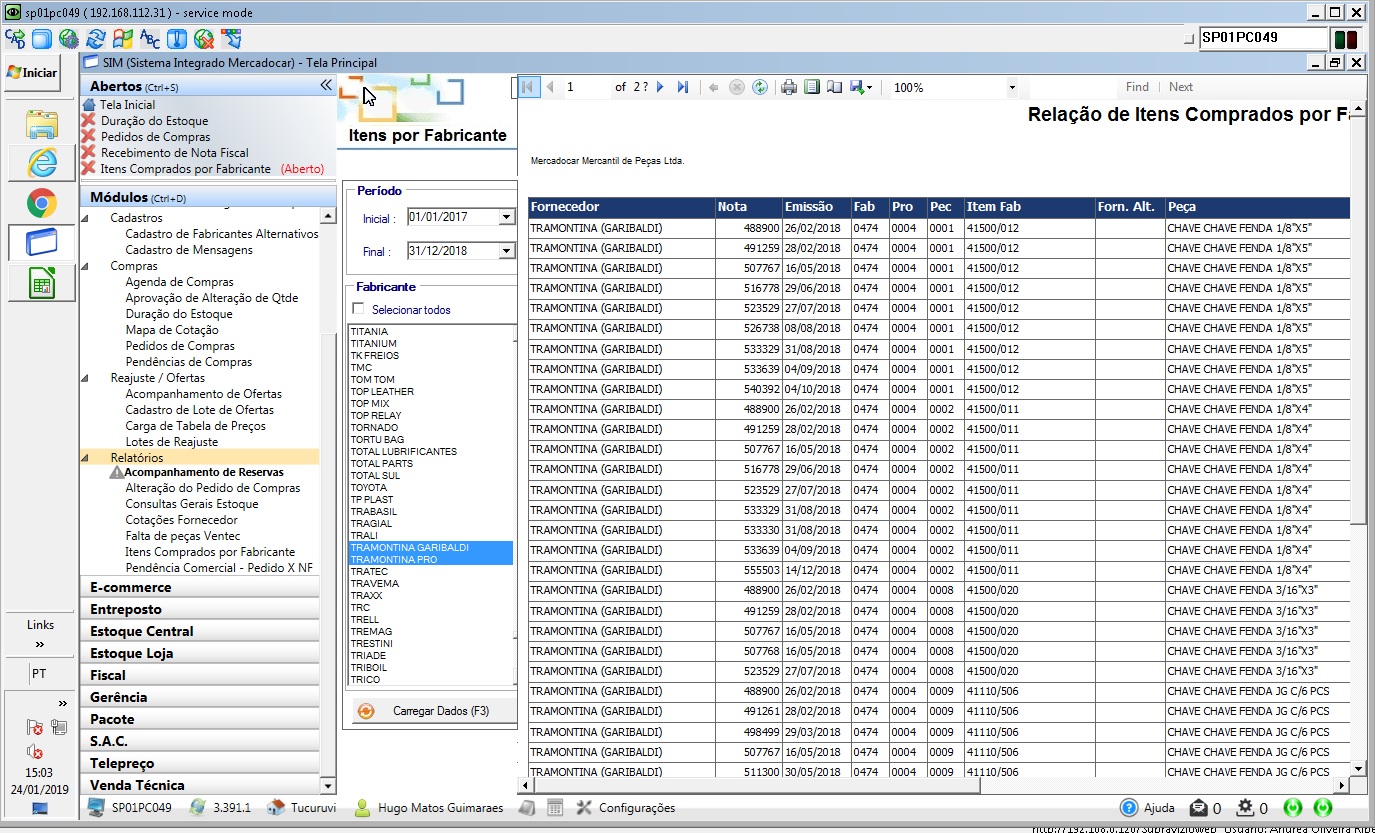 sp01pc049 ( 192.168.112.31 ) - service mode
SP01PC049
Iniciar
SIM (Sistema Integrado Mercadocar) - Tela Principal
Abertos (Ctrl+S)
Tela Inicial
Duração do Estoque
Pedidos de Compras
Recebimento de Nota Fiscal
Itens Comprados por Fabricante (Aberto)
Módulos (Ctrl+D)
Cadastros
Cadastro de Fabricantes Alternativos
Cadastro de Mensagens
Compras
Agenda de Compras
Aprovação de Alteração de Qtde
Duração do Estoque
Mapa de Cotação
Pedidos de Compras
Pendências de Compras
Reajuste / Ofertas
Acompanhamento de Ofertas
Cadastro de Lote de Ofertas
Carga de Tabela de Preços
Lotes de Reajuste
Relatórios
Acompanhamento de Reservas
Alteração do Pedido de Compras
Consultas Gerais Estoque
Cotações Fornecedor
Falta de peças Ventec
Itens Comprados por Fabricante
Pendência Comercial - Pedido X NF
E-commerce
Entreposto
Estoque Central
Estoque Loja
Fiscal
Gerência
Pacote
S.A.C.
Telepreço
Venda Técnica
Links
»
PT
»
15:03
24/01/2019
Itens por Fabricante
Período
Inicial : 01/01/2017
Final : 31/12/2018
Fabricante
Selecionar todos
TITANIA
TITANIUM
TK FREIOS
TMC
TOM TOM
TOP LEATHER
TOP MIX
TOP RELAY
TORNADO
TORTU BAG
TOTAL LUBRIFICANTES
TOTAL PARTS
TOTAL SUL
TOYOTA
TP PLAST
TRABASIL
TRAGIAL
TRALI
TRAMONTINA GARIBALDI
TRAMONTINA PRO
TRATEC
TRAVEMA
TRAXX
TRC
TRELL
TREMAG
TRESTINI
TRIADE
TRIBOIL
TRICO
Carregar Dados (F3)
1 of 2 ? 100% Find | Next
Relação de Itens Comprados por F
Mercadocar Mercantil de Peças Ltda.
Fornecedor Nota Emissão Fab Pro Pec Item Fab Forn. Alt. Peça
TRAMONTINA (GARIBALDI) 488900 26/02/2018 0474 0004 0001 41500/012 CHAVE CHAVE FENDA 1/8"X5"
TRAMONTINA (GARIBALDI) 491259 28/02/2018 0474 0004 0001 41500/012 CHAVE CHAVE FENDA 1/8"X5"
TRAMONTINA (GARIBALDI) 507767 16/05/2018 0474 0004 0001 41500/012 CHAVE CHAVE FENDA 1/8"X5"
TRAMONTINA (GARIBALDI) 516778 29/06/2018 0474 0004 0001 41500/012 CHAVE CHAVE FENDA 1/8"X5"
TRAMONTINA (GARIBALDI) 523529 27/07/2018 0474 0004 0001 41500/012 CHAVE CHAVE FENDA 1/8"X5"
TRAMONTINA (GARIBALDI) 526738 08/08/2018 0474 0004 0001 41500/012 CHAVE CHAVE FENDA 1/8"X5"
TRAMONTINA (GARIBALDI) 533329 31/08/2018 0474 0004 0001 41500/012 CHAVE CHAVE FENDA 1/8"X5"
TRAMONTINA (GARIBALDI) 533639 04/09/2018 0474 0004 0001 41500/012 CHAVE CHAVE FENDA 1/8"X5"
TRAMONTINA (GARIBALDI) 540392 04/10/2018 0474 0004 0001 41500/012 CHAVE CHAVE FENDA 1/8"X5"
TRAMONTINA (GARIBALDI) 488900 26/02/2018 0474 0004 0002 41500/011 CHAVE CHAVE FENDA 1/8"X4"
TRAMONTINA (GARIBALDI) 491259 28/02/2018 0474 0004 0002 41500/011 CHAVE CHAVE FENDA 1/8"X4"
TRAMONTINA (GARIBALDI) 507767 16/05/2018 0474 0004 0002 41500/011 CHAVE CHAVE FENDA 1/8"X4"
TRAMONTINA (GARIBALDI) 516778 29/06/2018 0474 0004 0002 41500/011 CHAVE CHAVE FENDA 1/8"X4"
TRAMONTINA (GARIBALDI) 523529 27/07/2018 0474 0004 0002 41500/011 CHAVE CHAVE FENDA 1/8"X4"
TRAMONTINA (GARIBALDI) 533329 31/08/2018 0474 0004 0002 41500/011 CHAVE CHAVE FENDA 1/8"X4"
TRAMONTINA (GARIBALDI) 533330 31/08/2018 0474 0004 0002 41500/011 CHAVE CHAVE FENDA 1/8"X4"
TRAMONTINA (GARIBALDI) 533639 04/09/2018 0474 0004 0002 41500/011 CHAVE CHAVE FENDA 1/8"X4"
TRAMONTINA (GARIBALDI) 555503 14/12/2018 0474 0004 0002 41500/011 CHAVE CHAVE FENDA 1/8"X4"
TRAMONTINA (GARIBALDI) 488900 26/02/2018 0474 0004 0008 41500/020 CHAVE CHAVE FENDA 3/16"X3"
TRAMONTINA (GARIBALDI) 491259 28/02/2018 0474 0004 0008 41500/020 CHAVE CHAVE FENDA 3/16"X3"
TRAMONTINA (GARIBALDI) 507767 16/05/2018 0474 0004 0008 41500/020 CHAVE CHAVE FENDA 3/16"X3"
TRAMONTINA (GARIBALDI) 507768 16/05/2018 0474 0004 0008 41500/020 CHAVE CHAVE FENDA 3/16"X3"
TRAMONTINA (GARIBALDI) 523529 27/07/2018 0474 0004 0008 41500/020 CHAVE CHAVE FENDA 3/16"X3"
TRAMONTINA (GARIBALDI) 488900 26/02/2018 0474 0004 0009 41110/506 CHAVE CHAVE FENDA JG C/6 PCS
TRAMONTINA (GARIBALDI) 491261 28/02/2018 0474 0004 0009 41110/506 CHAVE CHAVE FENDA JG C/6 PCS
TRAMONTINA (GARIBALDI) 498499 29/03/2018 0474 0004 0009 41110/506 CHAVE CHAVE FENDA JG C/6 PCS
TRAMONTINA (GARIBALDI) 507767 16/05/2018 0474 0004 0009 41110/506 CHAVE CHAVE FENDA JG C/6 PCS
TRAMONTINA (GARIBALDI) 511300 30/05/2018 0474 0004 0009 41110/506 CHAVE CHAVE FENDA JG C/6 PCS
SP01PC049 3.391.1 Tucuruvi Hugo Matos Guimaraes Configurações Ajuda 0 0